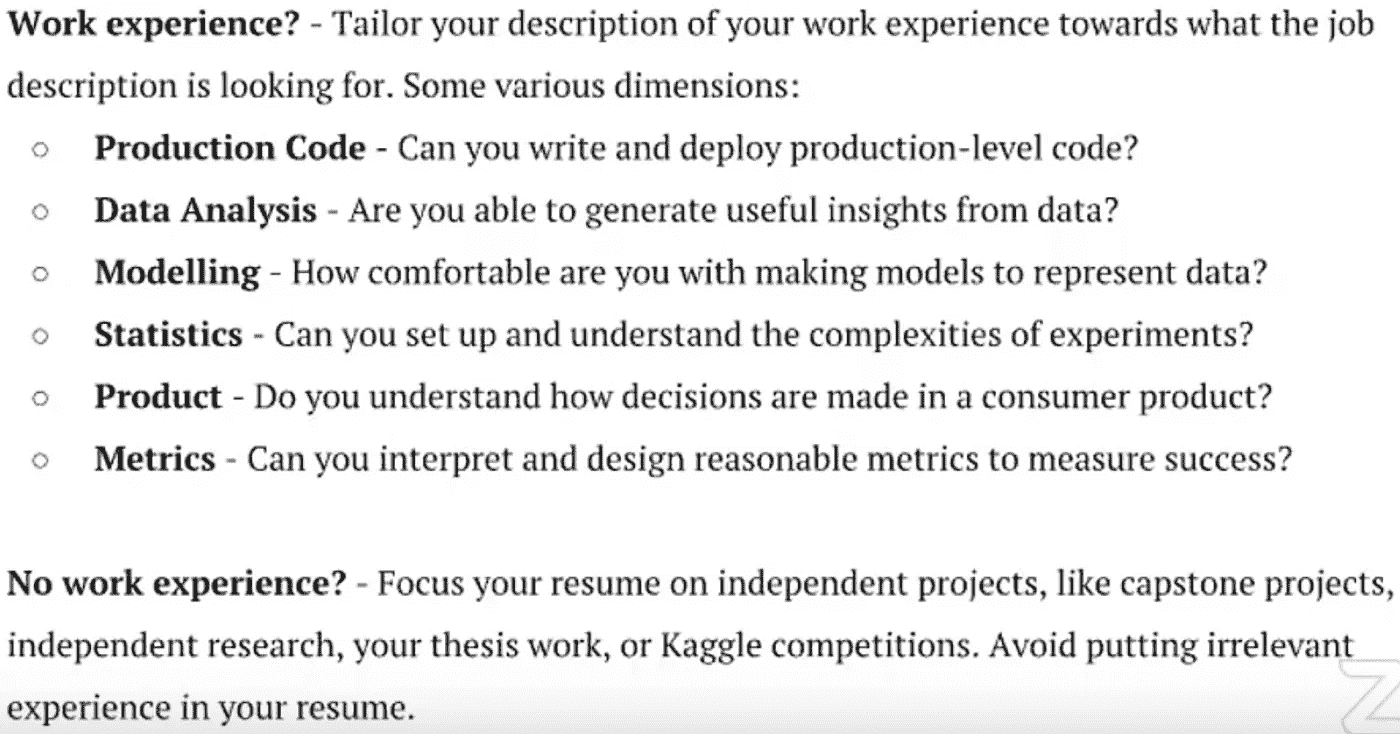 Work experience? - Tailor your description of your work experience towards what the job
description is looking for. Some various dimensions:
○ Production Code - Can you write and deploy production-level code?
○ Data Analysis - Are you able to generate useful insights from data?
○ Modelling - How comfortable are you with making models to represent data?
○ Statistics - Can you set up and understand the complexities of experiments?
○ Product - Do you understand how decisions are made in a consumer product?
○ Metrics - Can you interpret and design reasonable metrics to measure success?
No work experience? - Focus your resume on independent projects, like capstone projects,
independent research, your thesis work, or Kaggle competitions. Avoid putting irrelevant
experience in your resume.